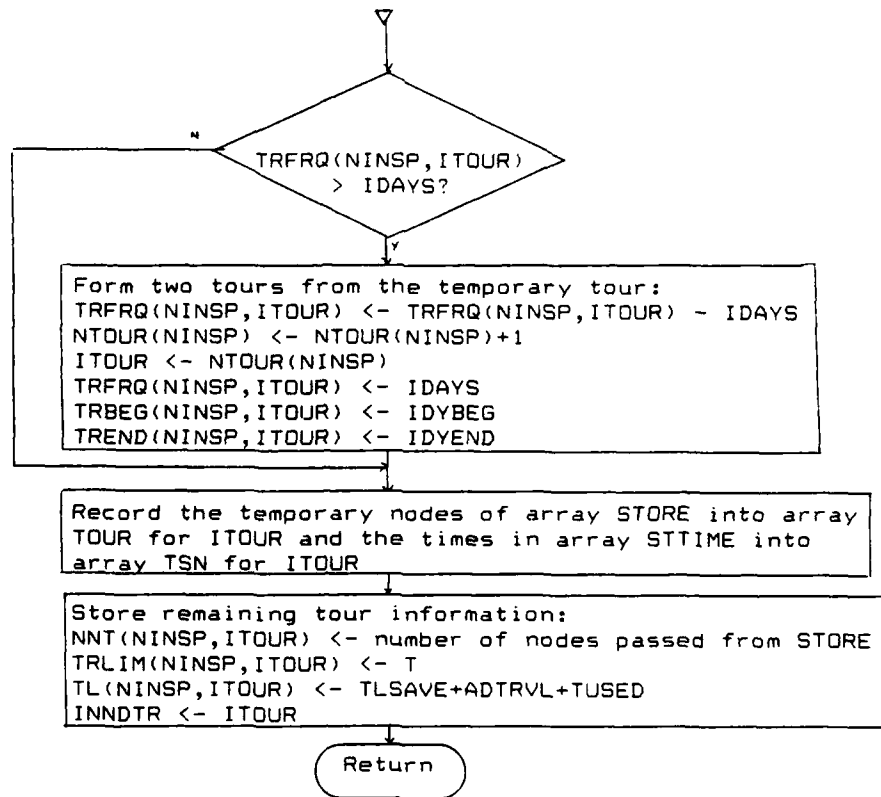 N
TRFRQ(NINSP,ITOUR)
> IDAYS?
Y
Form two tours from the temporary tour:
TRFRQ(NINSP,ITOUR) <- TRFRQ(NINSP,ITOUR) - IDAYS
NTOUR(NINSP) <- NTOUR(NINSP)+1
ITOUR <- NTOUR(NINSP)
TRFRQ(NINSP,ITOUR) <- IDAYS
TRBEG(NINSP,ITOUR) <- IDYBEG
TREND(NINSP,ITOUR) <- IDYEND
Record the temporary nodes of array STORE into array
TOUR for ITOUR and the times in array STTIME into
array TSN for ITOUR
Store remaining tour information:
NNT(NINSP,ITOUR) <- number of nodes passed from STORE
TRLIM(NINSP,ITOUR) <- T
TL(NINSP,ITOUR) <- TLSAVE+ADTRVL+TUSED
INNDTR <- ITOUR
Return